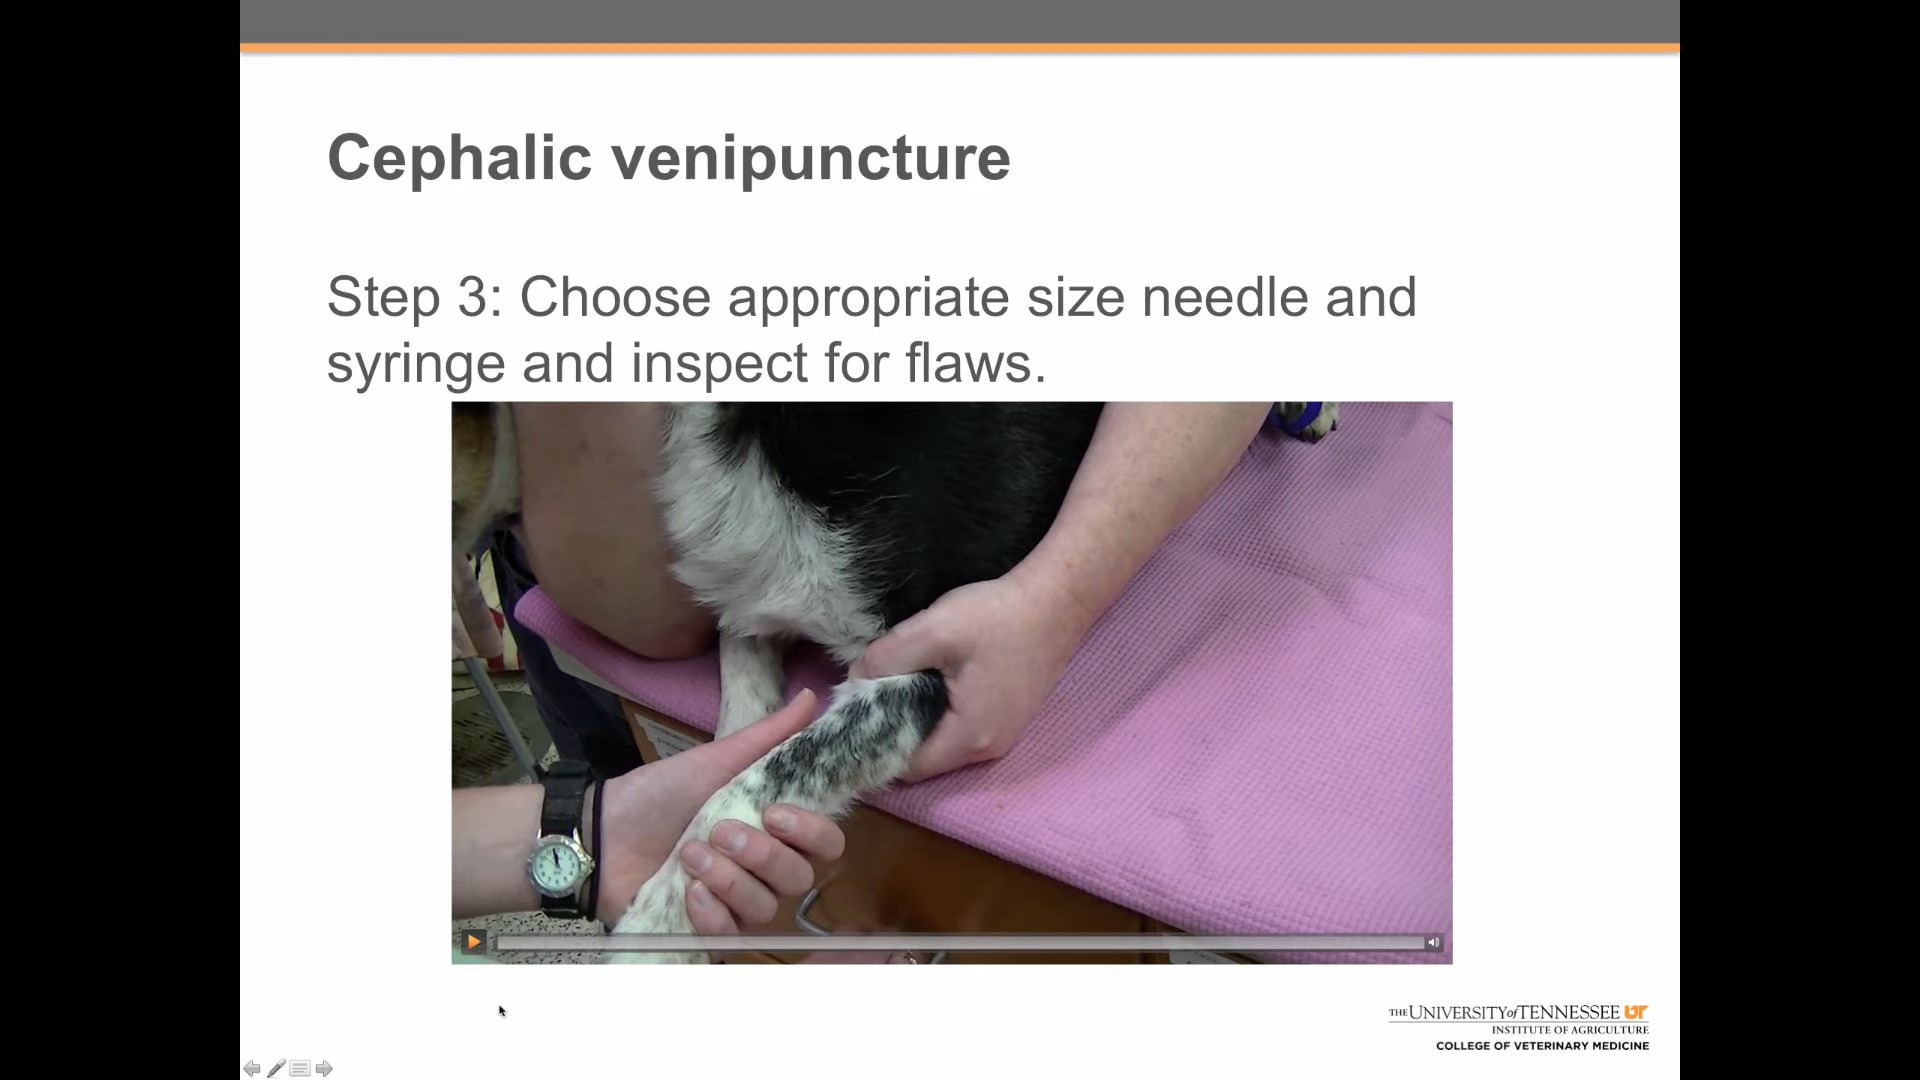 Cephalic venipuncture
Step 3: Choose appropriate size needle and
syringe and inspect for flaws.
THE UNIVERSITY of TENNESSEE UT
INSTITUTE OF AGRICULTURE
COLLEGE OF VETERINARY MEDICINE